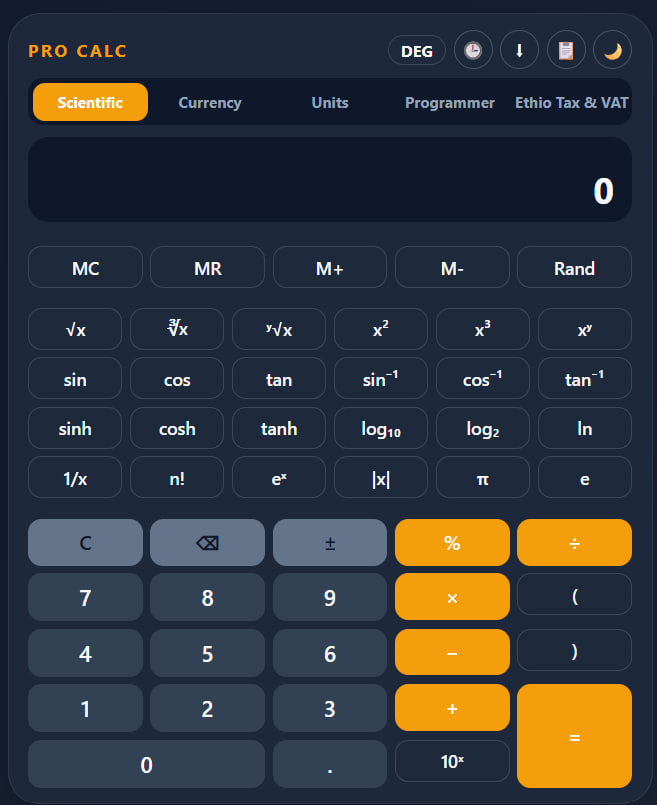 PRO CALC DEG ⬇
Scientific Currency Units Programmer Ethio Tax & VAT
0
MC MR M+ M- Rand
√x ∛x ʸ√x x² x³ xʸ
sin cos tan sin⁻¹ cos⁻¹ tan⁻¹
sinh cosh tanh log₁₀ log₂ ln
1/x n! eˣ |x| π e
C ⌫ ± % ÷
7 8 9 × (
4 5 6 − )
1 2 3 + =
0 . 10ˣ